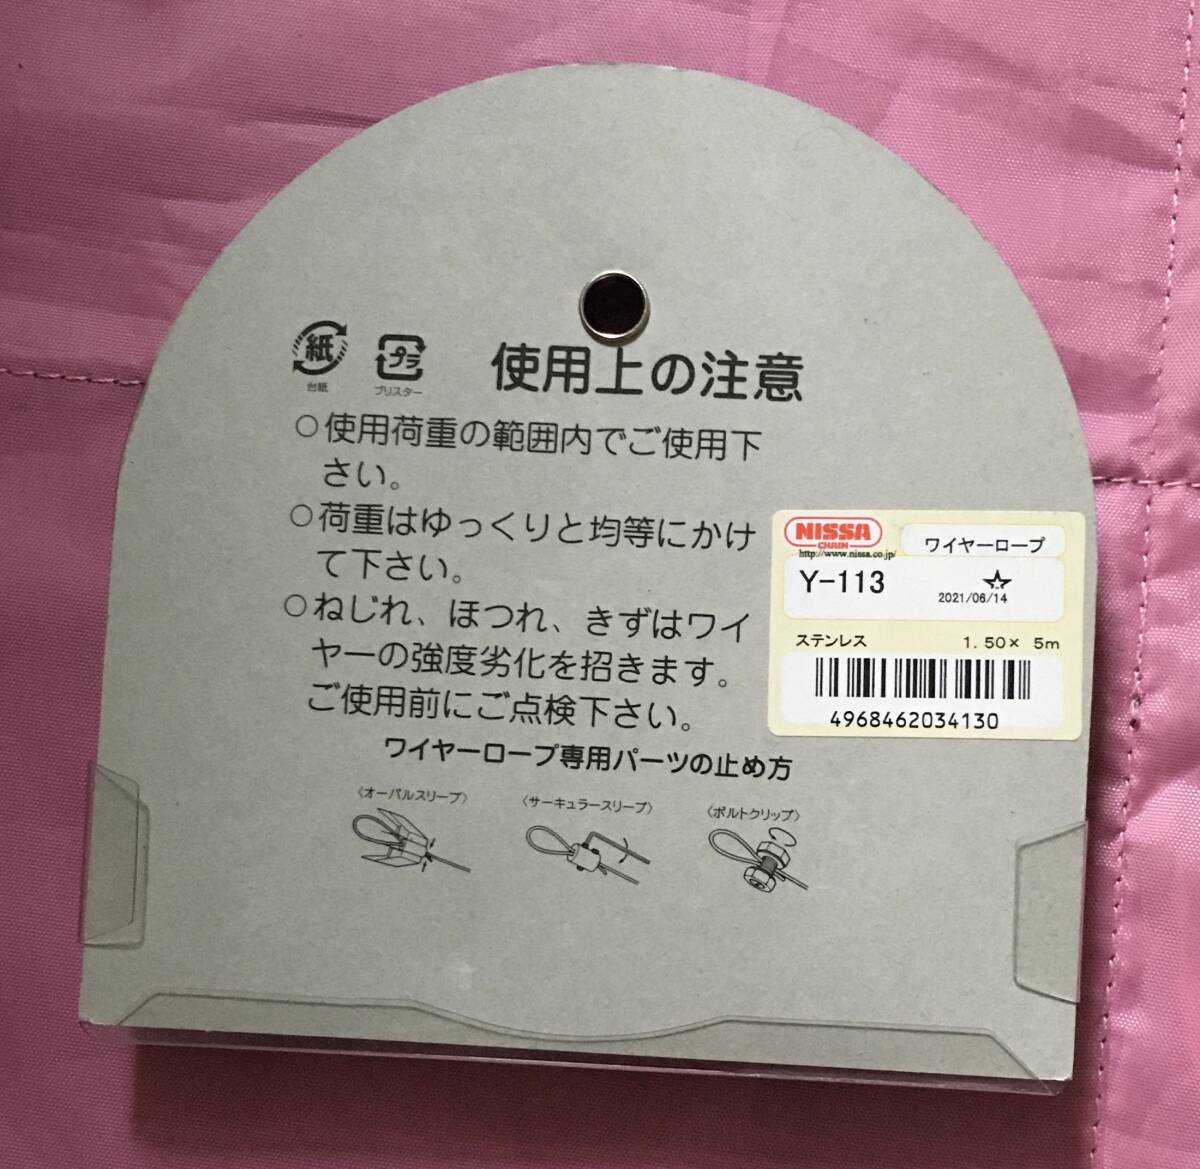 紙
台紙
プラ
ブリスター
使用上の注意
○使用荷重の範囲内でご使用下
さい。
○荷重はゆっくりと均等にかけ
て下さい。
○ねじれ、ほつれ、きずはワイ
ヤーの強度劣化を招きます。
ご使用前にご点検下さい。
ワイヤーロープ専用パーツの止め方
〈オーバルスリーブ〉
〈サーキュラースリーブ〉
〈ボルトクリップ〉
NISSA
CHAIN
http://www.nissa.co.jp/
ワイヤーロープ
Y-113
2021/06/14
ステンレス 1.50× 5m
4968462034130